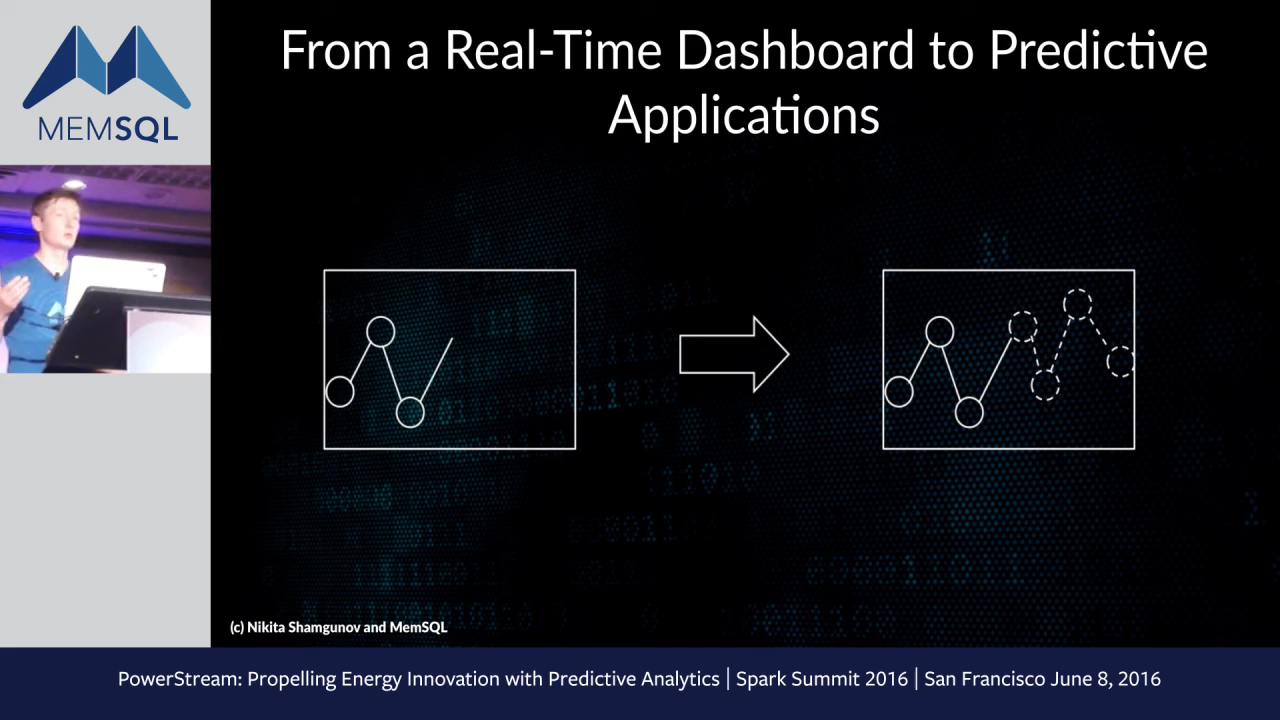 MEMSQL
From a Real-Time Dashboard to Predictive
Applications
(c) Nikita Shamgunov and MemSQL
PowerStream: Propelling Energy Innovation with Predictive Analytics | Spark Summit 2016 | San Francisco June 8, 2016